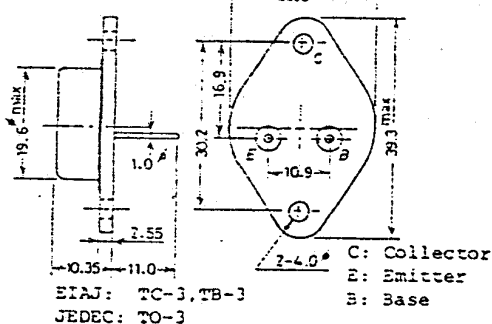 C
16.9
19.6 ø max
30.2
39.3 max
E
B
10.9
1.0 ø
2.55
10.35
11.0
2-4.0 ø
C: Collector
E: Emitter
B: Base
EIAJ: TC-3, TB-3
JEDEC: TO-3